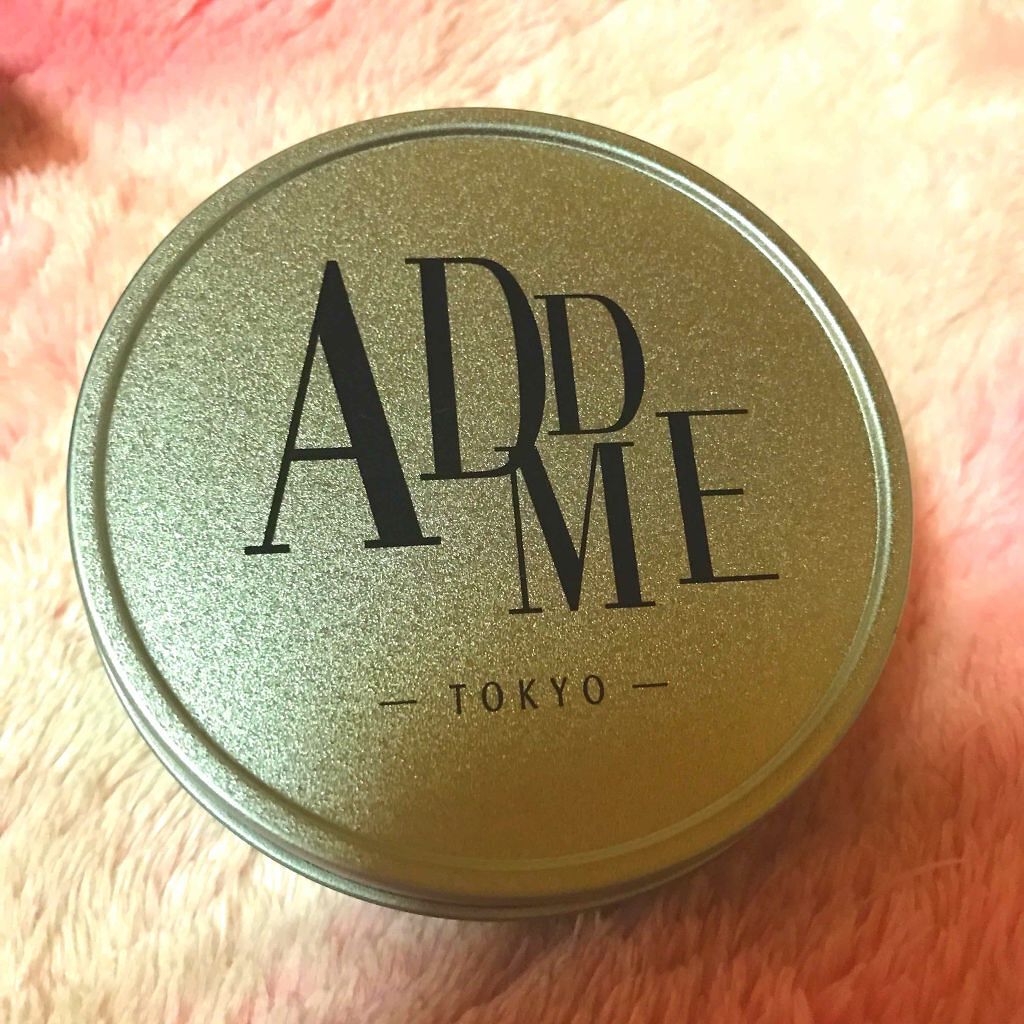 ADD
ME
— TOKYO —